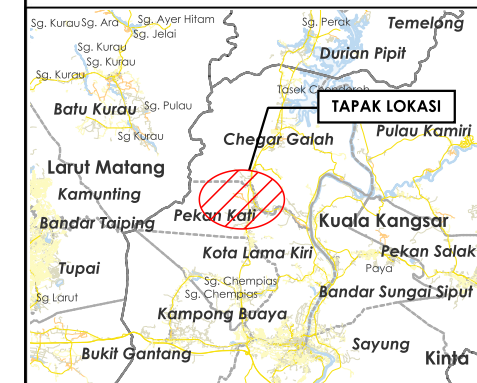 Sg. Kurau
Sg. Ara
Sg. Ayer Hitam
Sg. Jelai
Sg. Perak
Temelong
Sg. Kurau
Sg. Kurau
Sg. Kurau
Durian Pipit
Tasek Chenderoh
TAPAK LOKASI
Batu Kurau
Sg. Pulau
Sg Kurau
Chegar Galah
Pulau Kamiri
Larut Matang
Kamunting
Pekan Kati
Kuala Kangsar
Bandar Taiping
Kota Lama Kiri
Pekan Salak
Paya
Tupai
Sg. Chempias
Sg. Chempias
Sg Larut
Bandar Sungai Siput
Kampong Buaya
Sayung
Bukit Gantang
Kinta